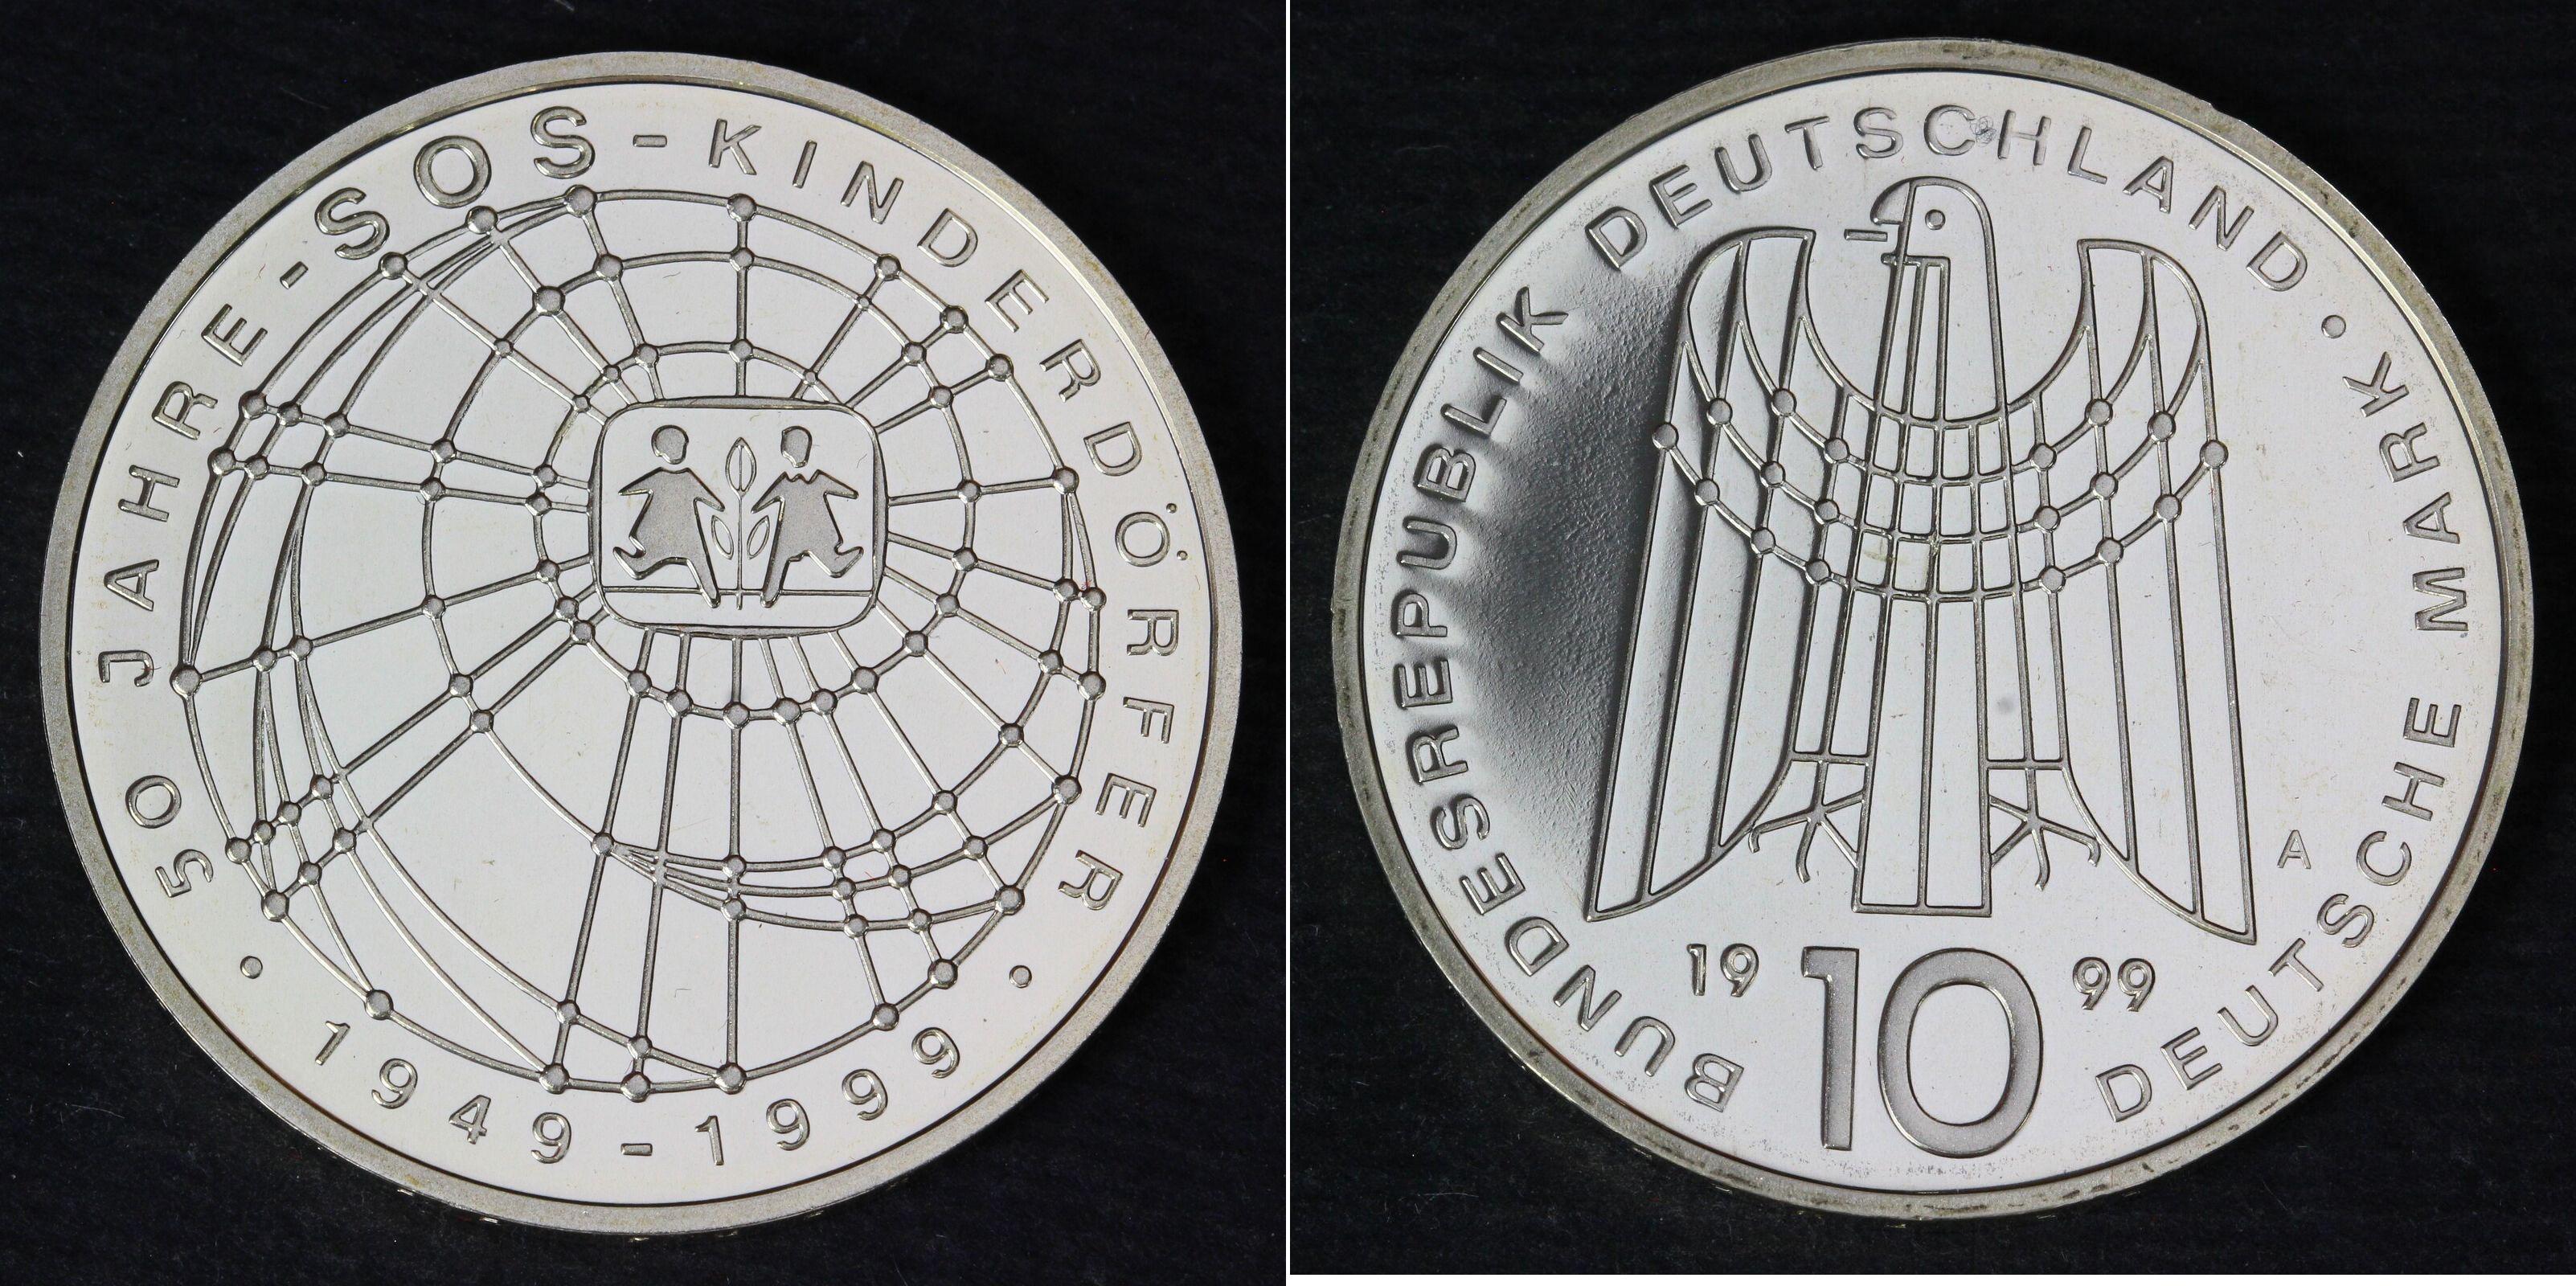 50 JAHRE-SOS-KINDERDÖRFER
• 1949-1999 •
BUNDESREPUBLIK DEUTSCHLAND • DEUTSCHE MARK
A
19 10 99